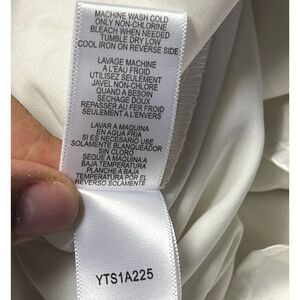 MACHINE WASH COLD
ONLY NON-CHLORINE
BLEACH WHEN NEEDED
TUMBLE DRY LOW
COOL IRON ON REVERSE SIDE
LAVAGE MACHINE
A L'EAU FROID
UTILISEZ SEULEMENT
JAVEL NON-CHLORE
QUAND A BESOIN
SECHAGE DOUX
REPASSER AU FER FROID
SEULEMENT A L'ENVERS
LAVAR A MAQUINA
EN AGUA FRIA
SI ES NECESARIO USE
SOLAMENTE BLANQUEADOR
SIN CLORO
SEQUE A MAQUINA A
BAJA TEMPERATURA
PLANCHE A BAJA
TEMPERATURA POR EL
REVERSO SOLAMENTE
YTS1A225